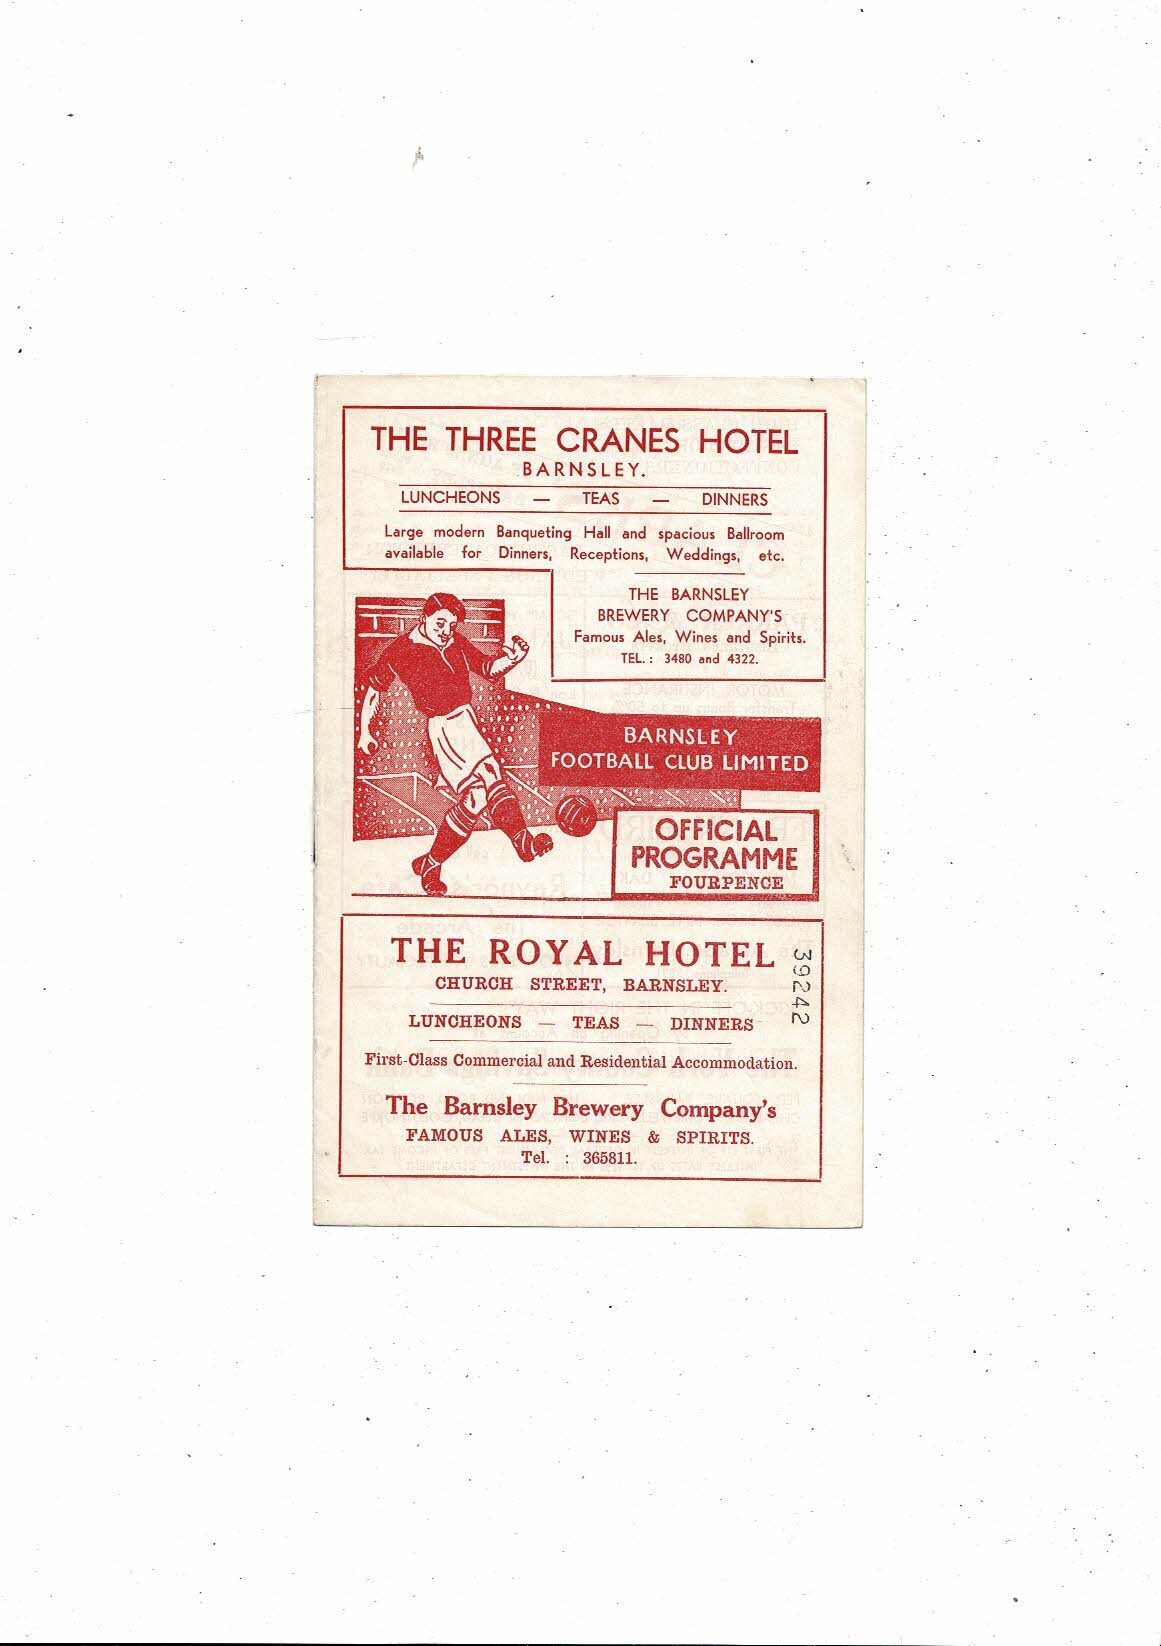 THE THREE CRANES HOTEL
BARNSLEY.
LUNCHEONS — TEAS — DINNERS
Large modern Banqueting Hall and spacious Ballroom
available for Dinners, Receptions, Weddings, etc.
THE BARNSLEY
BREWERY COMPANY'S
Famous Ales, Wines and Spirits.
TEL. : 3480 and 4322.
BARNSLEY
FOOTBALL CLUB LIMITED
OFFICIAL
PROGRAMME
FOURPENCE
THE ROYAL HOTEL
CHURCH STREET, BARNSLEY.
LUNCHEONS — TEAS — DINNERS
First-Class Commercial and Residential Accommodation.
The Barnsley Brewery Company's
FAMOUS ALES, WINES & SPIRITS.
Tel. : 365811.
39242